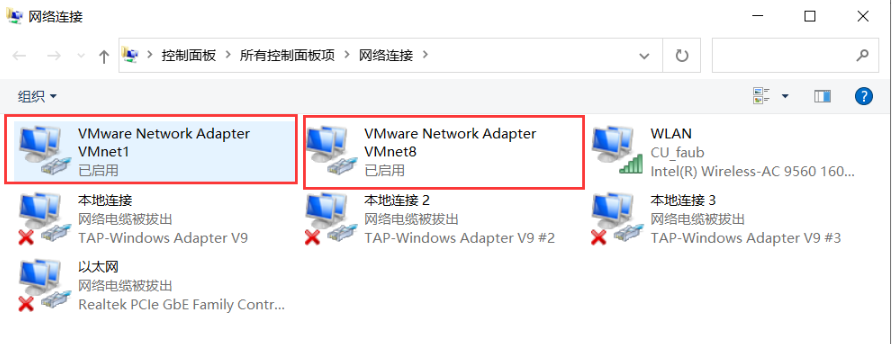 网络连接
控制面板 > 所有控制面板项 > 网络连接 >
组织
VMware Network Adapter
VMnet1
已启用
VMware Network Adapter
VMnet8
已启用
WLAN
CU_faub
Intel(R) Wireless-AC 9560 160...
本地连接
网络电缆被拔出
TAP-Windows Adapter V9
本地连接 2
网络电缆被拔出
TAP-Windows Adapter V9 #2
本地连接 3
网络电缆被拔出
TAP-Windows Adapter V9 #3
以太网
网络电缆被拔出
Realtek PCIe GbE Family Contr...